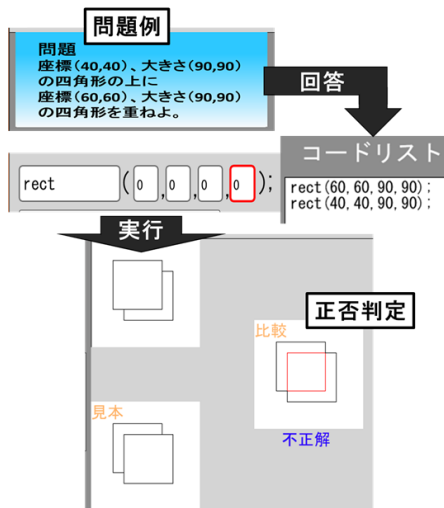 問題例
問題
座標(40,40)、大きさ(90,90)
の四角形の上に
座標(60,60)、大きさ(90,90)
の四角形を重ねよ。
回答
コードリスト
rect(60,60,90,90);
rect(40,40,90,90);
rect (0,0,0,0);
実行
正否判定
比較
不正解
見本